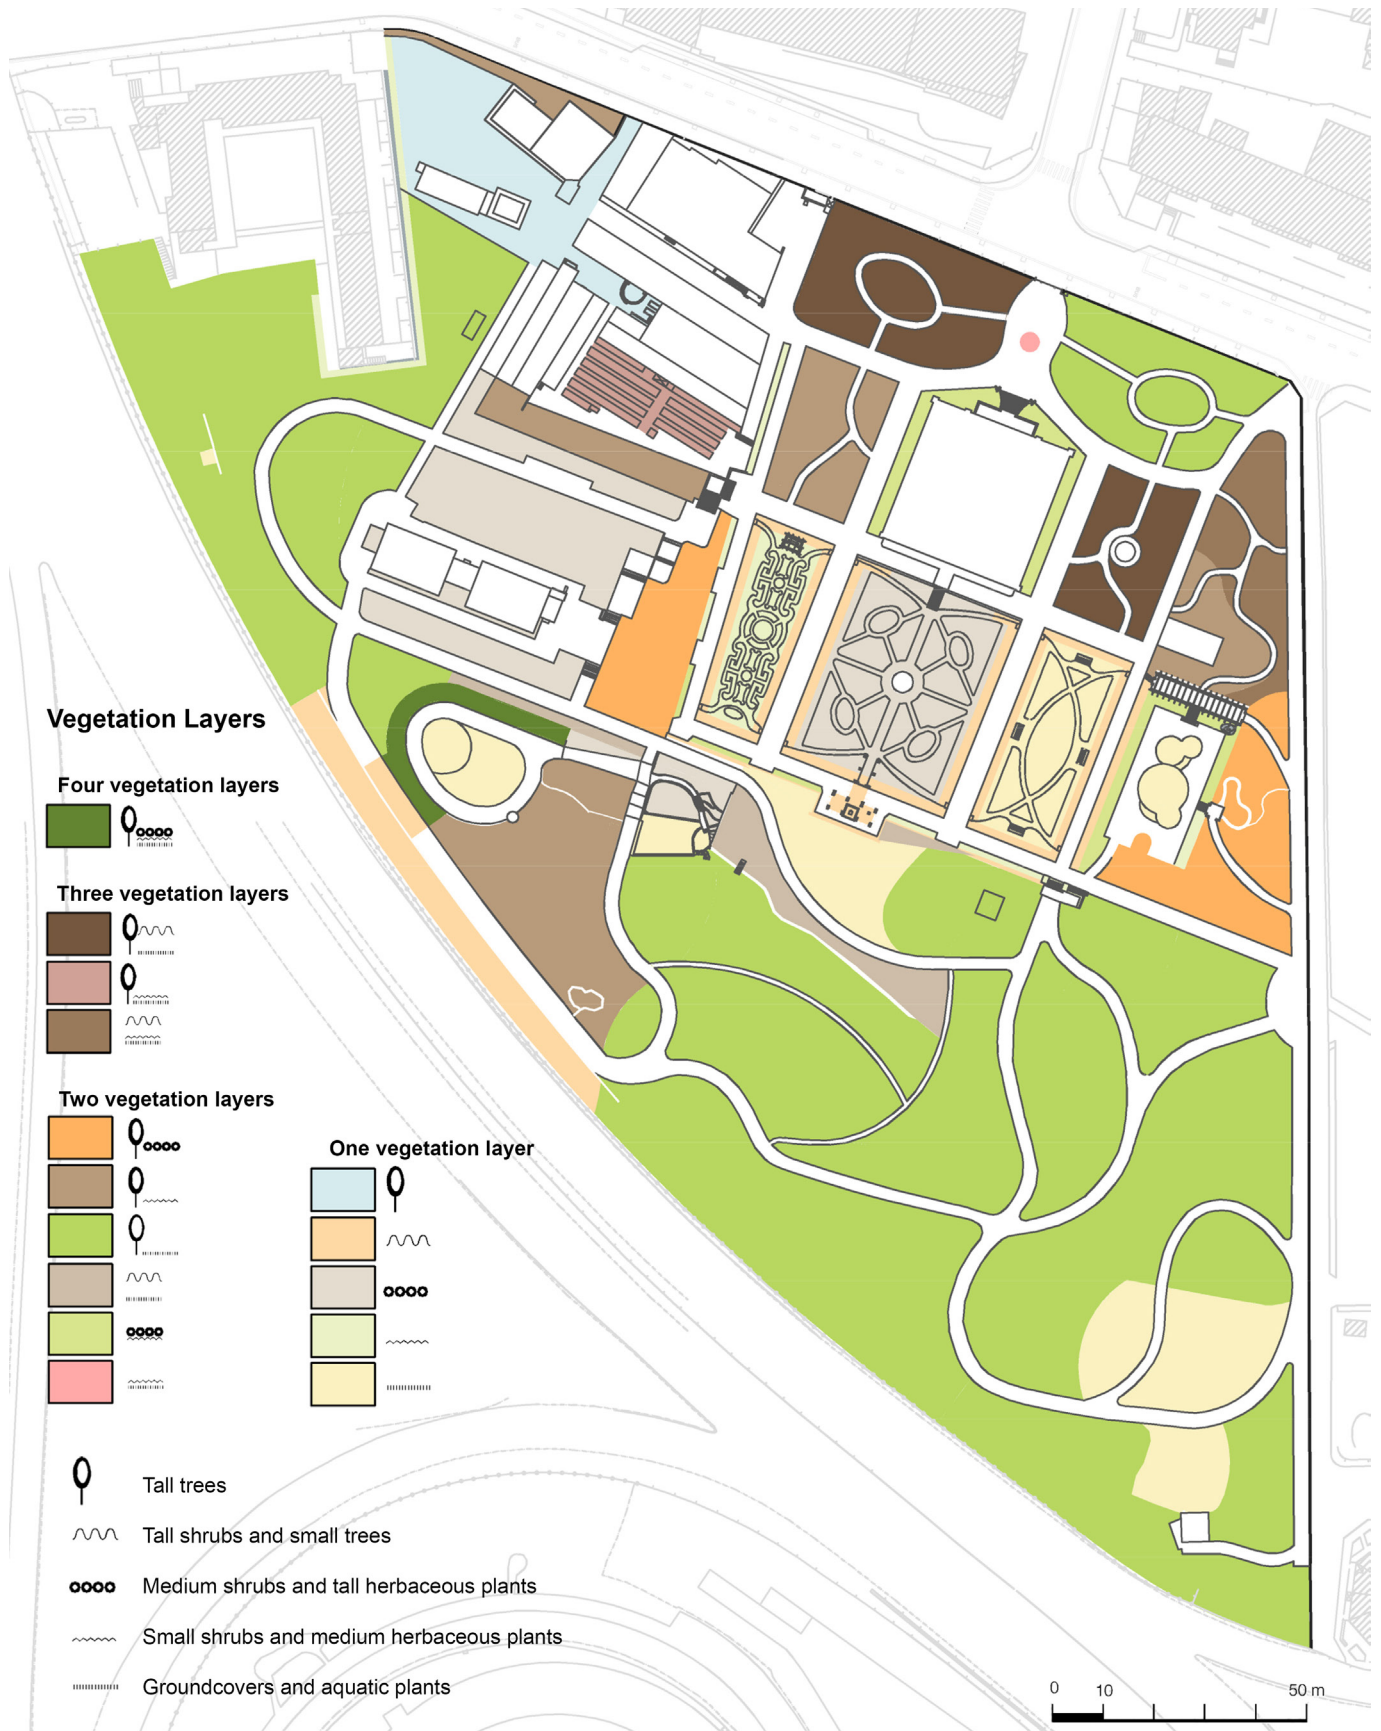 Vegetation Layers
Four vegetation layers
Three vegetation layers
Two vegetation layers
One vegetation layer
Tall trees
Tall shrubs and small trees
Medium shrubs and tall herbaceous plants
Small shrubs and medium herbaceous plants
Groundcovers and aquatic plants
0 10 50 m